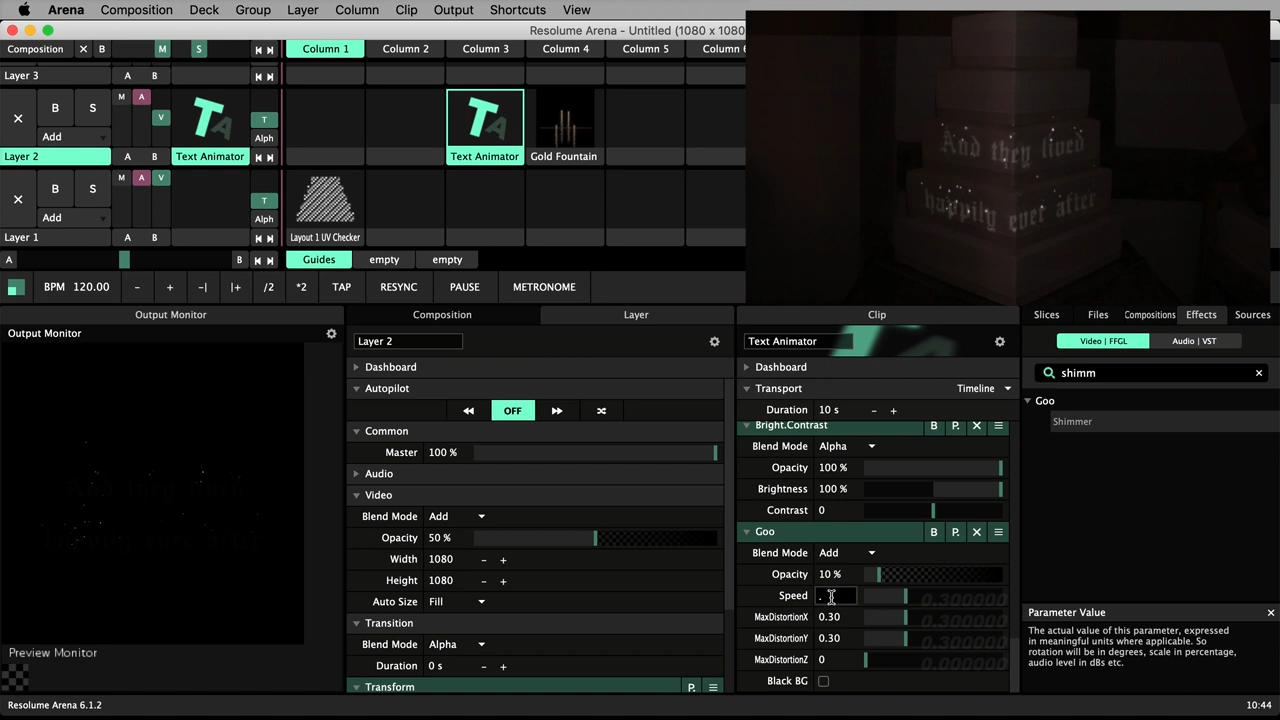 Arena Composition Deck Group Layer Column Clip Output Shortcuts View
Resolume Arena - Untitled (1080 x 1080
Composition B M S Column 1 Column 2 Column 3 Column 4 Column 5 Column 6
Layer 3 A B
B S M A V T Alph
Add
Layer 2 A B Text Animator Text Animator Gold Fountain
B S M A V T Alph
Add
Layer 1 A B Layout 1 UV Checker
A B Guides empty empty
BPM 120.00 - + -| |+ /2 *2 TAP RESYNC PAUSE METRONOME
And they lived
happily ever after
Output Monitor Composition Layer Clip Slices Files Compositions Effects Sources
Output Monitor
Preview Monitor
Layer 2
Dashboard
Autopilot
OFF
Common
Master 100 %
Audio
Video
Blend Mode Add
Opacity 50 %
Width 1080 - +
Height 1080 - +
Auto Size Fill
Transition
Blend Mode Alpha
Duration 0 s - +
Transform P.
Text Animator
Dashboard
Transport Timeline
Duration 10 s - +
Bright.Contrast B P.
Blend Mode Alpha
Opacity 100 %
Brightness 100 %
Contrast 0
Goo B P.
Blend Mode Add
Opacity 10 %
Speed . 0.300000
MaxDistortionX 0.30
MaxDistortionY 0.30 0.300000
MaxDistortionZ 0 0.000000
Black BG
Video | FFGL Audio | VST
shimm
Goo
Shimmer
Parameter Value
The actual value of this parameter, expressed
in meaningful units where applicable. So
rotation will be in degrees, scale in percentage,
audio level in dBs etc.
Resolume Arena 6.1.2 10:44